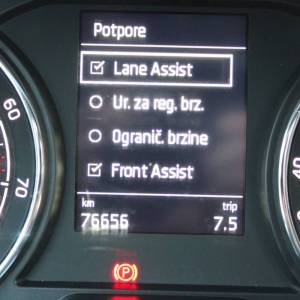 Potpore
Lane Assist
Ur. za reg. brz.
Ogranič. brzine
Front Assist
km trip
76656 7.5
60
70
40
P